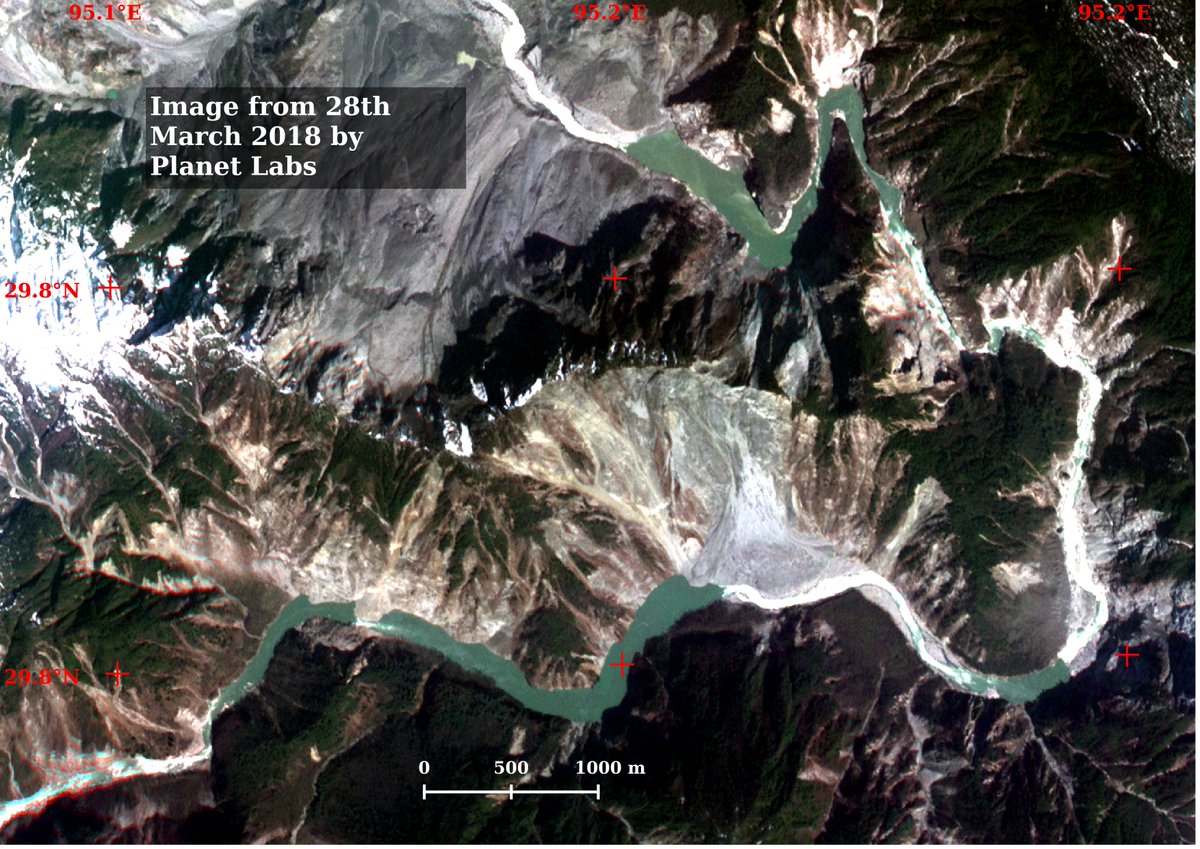 95.1°E
95.2°E
95.2°E
Image from 28th
March 2018 by
Planet Labs
29.8°N
29.8°N
0 500 1000 m